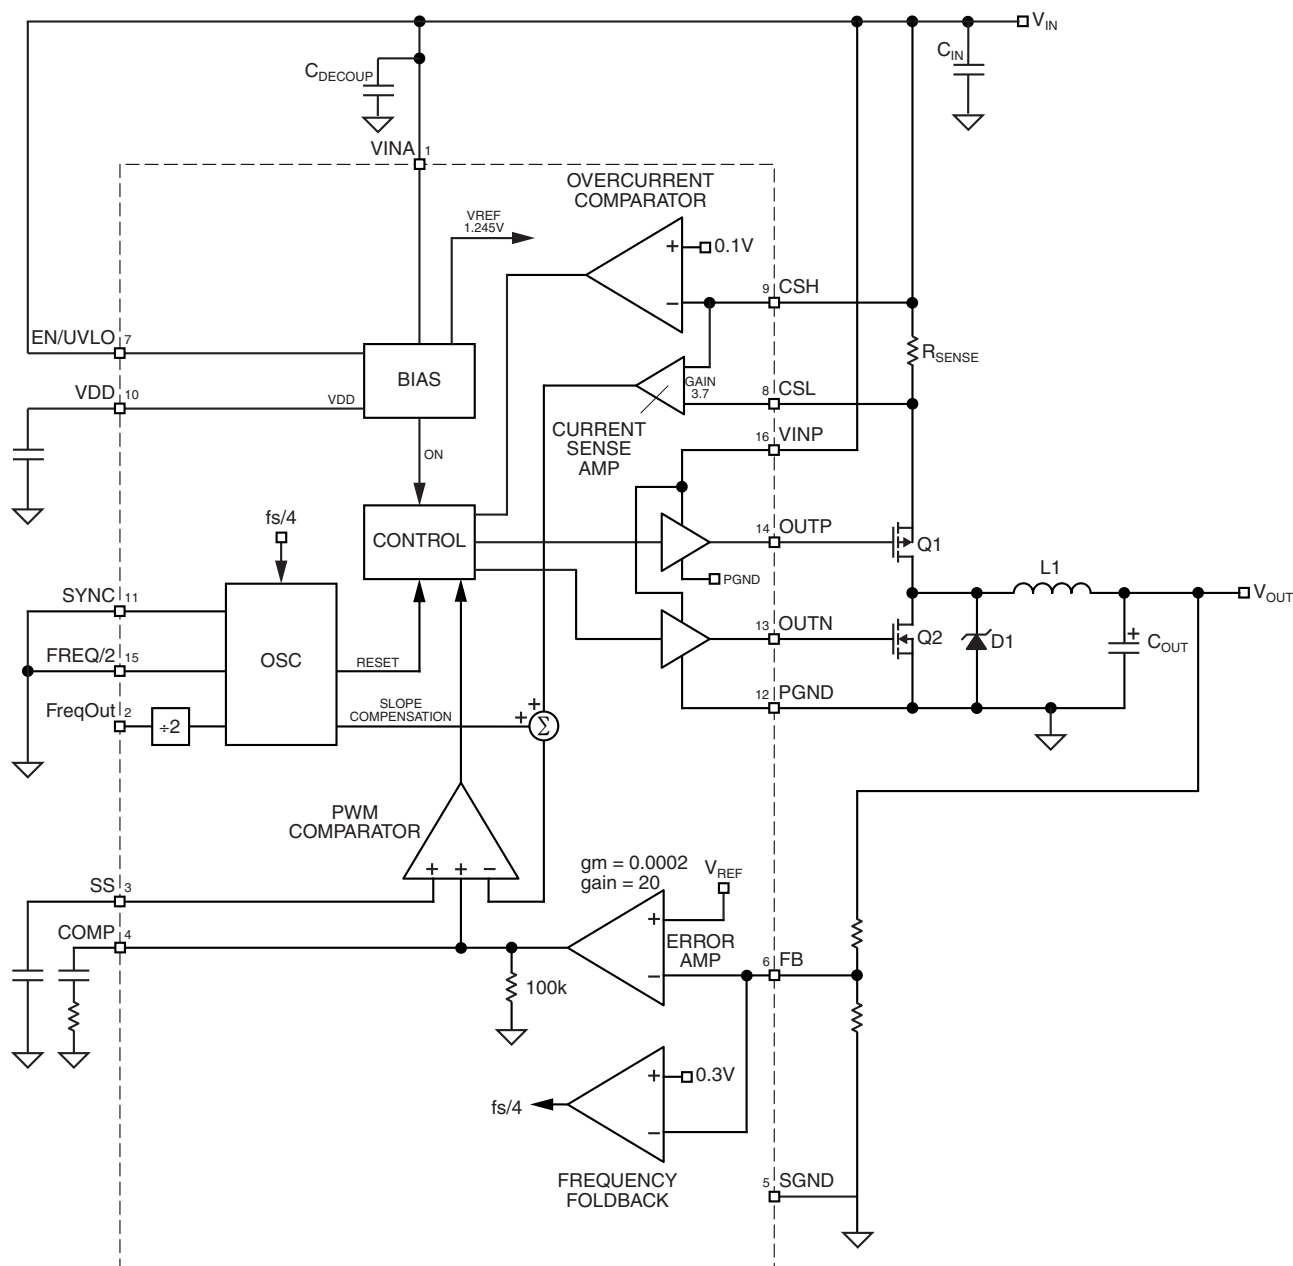 VIN
CIN
CDECOUP
VINA 1
OVERCURRENT
COMPARATOR
VREF
1.245V
+ 0.1V
−
9 CSH
EN/UVLO 7
RSENSE
BIAS
GAIN
3.7
VDD 10
VDD
8 CSL
CURRENT
SENSE
AMP
16 VINP
ON
fs/4
CONTROL
14 OUTP
Q1
PGND
L1
VOUT
SYNC 11
13 OUTN
Q2
D1
+
COUT
FREQ/2 15
OSC
RESET
12 PGND
FreqOut 2
÷2
SLOPE
COMPENSATION
+
+
Σ
PWM
COMPARATOR
+ + −
gm = 0.0002
gain = 20
VREF
SS 3
+
COMP 4
ERROR
AMP
−
6 FB
100k
+ 0.3V
fs/4
−
FREQUENCY
FOLDBACK
5 SGND